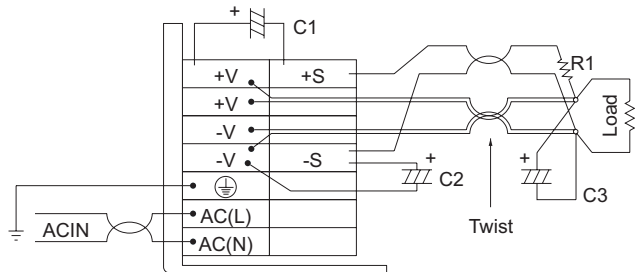 + C1
+V +S R1
+V
-V
-V -S + C2 + C3
Load
AC(L)
ACIN
AC(N)
Twist